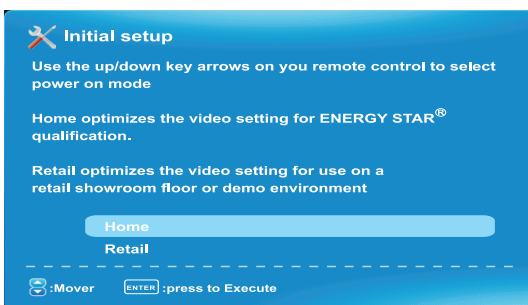 Initial setup
Use the up/down key arrows on you remote control to select
power on mode
Home optimizes the video setting for ENERGY STAR®
qualification.
Retail optimizes the video setting for use on a
retail showroom floor or demo environment
Home
Retail
:Mover ENTER :press to Execute